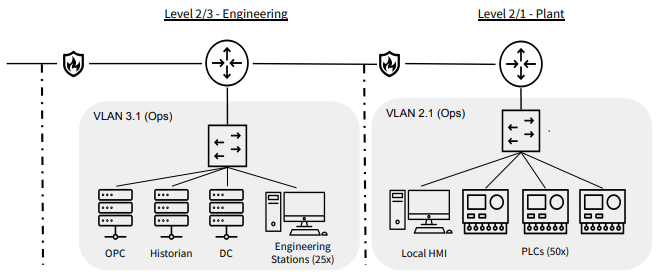 Level 2/3 - Engineering
Level 2/1 - Plant
VLAN 3.1 (Ops)
VLAN 2.1 (Ops)
OPC
Historian
DC
Engineering
Stations (25x)
Local HMI
PLCs (50x)